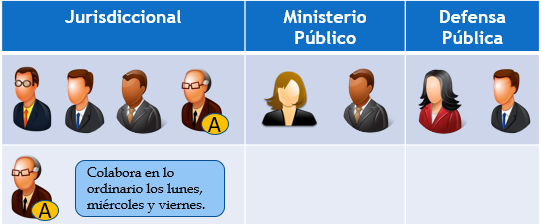 Jurisdiccional
Ministerio
Público
Defensa
Pública
A
A
Colabora en lo
ordinario los lunes,
miércoles y viernes.